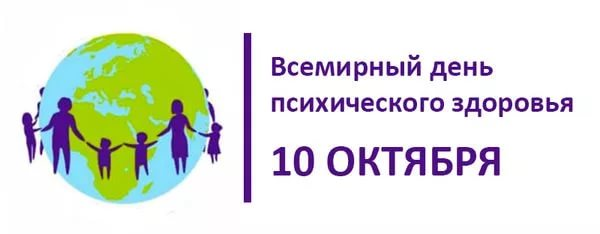 Всемирный день
психического здоровья
10 ОКТЯБРЯ